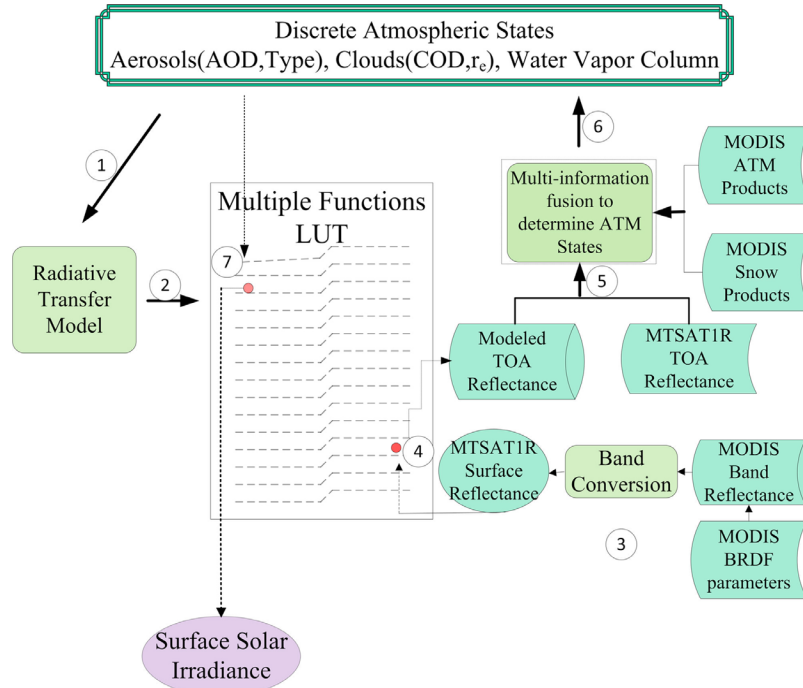 Discrete Atmospheric States
Aerosols(AOD,Type), Clouds(COD,re), Water Vapor Column
1
6
MODIS
ATM
Products
Multi-information
fusion to
determine ATM
States
Multiple Functions
LUT
7
Radiative
Transfer
Model
2
MODIS
Snow
Products
5
Modeled
TOA
Reflectance
MTSAT1R
TOA
Reflectance
4
MTSAT1R
Surface
Reflectance
Band
Conversion
MODIS
Band
Reflectance
3
MODIS
BRDF
parameters
Surface Solar
Irradiance